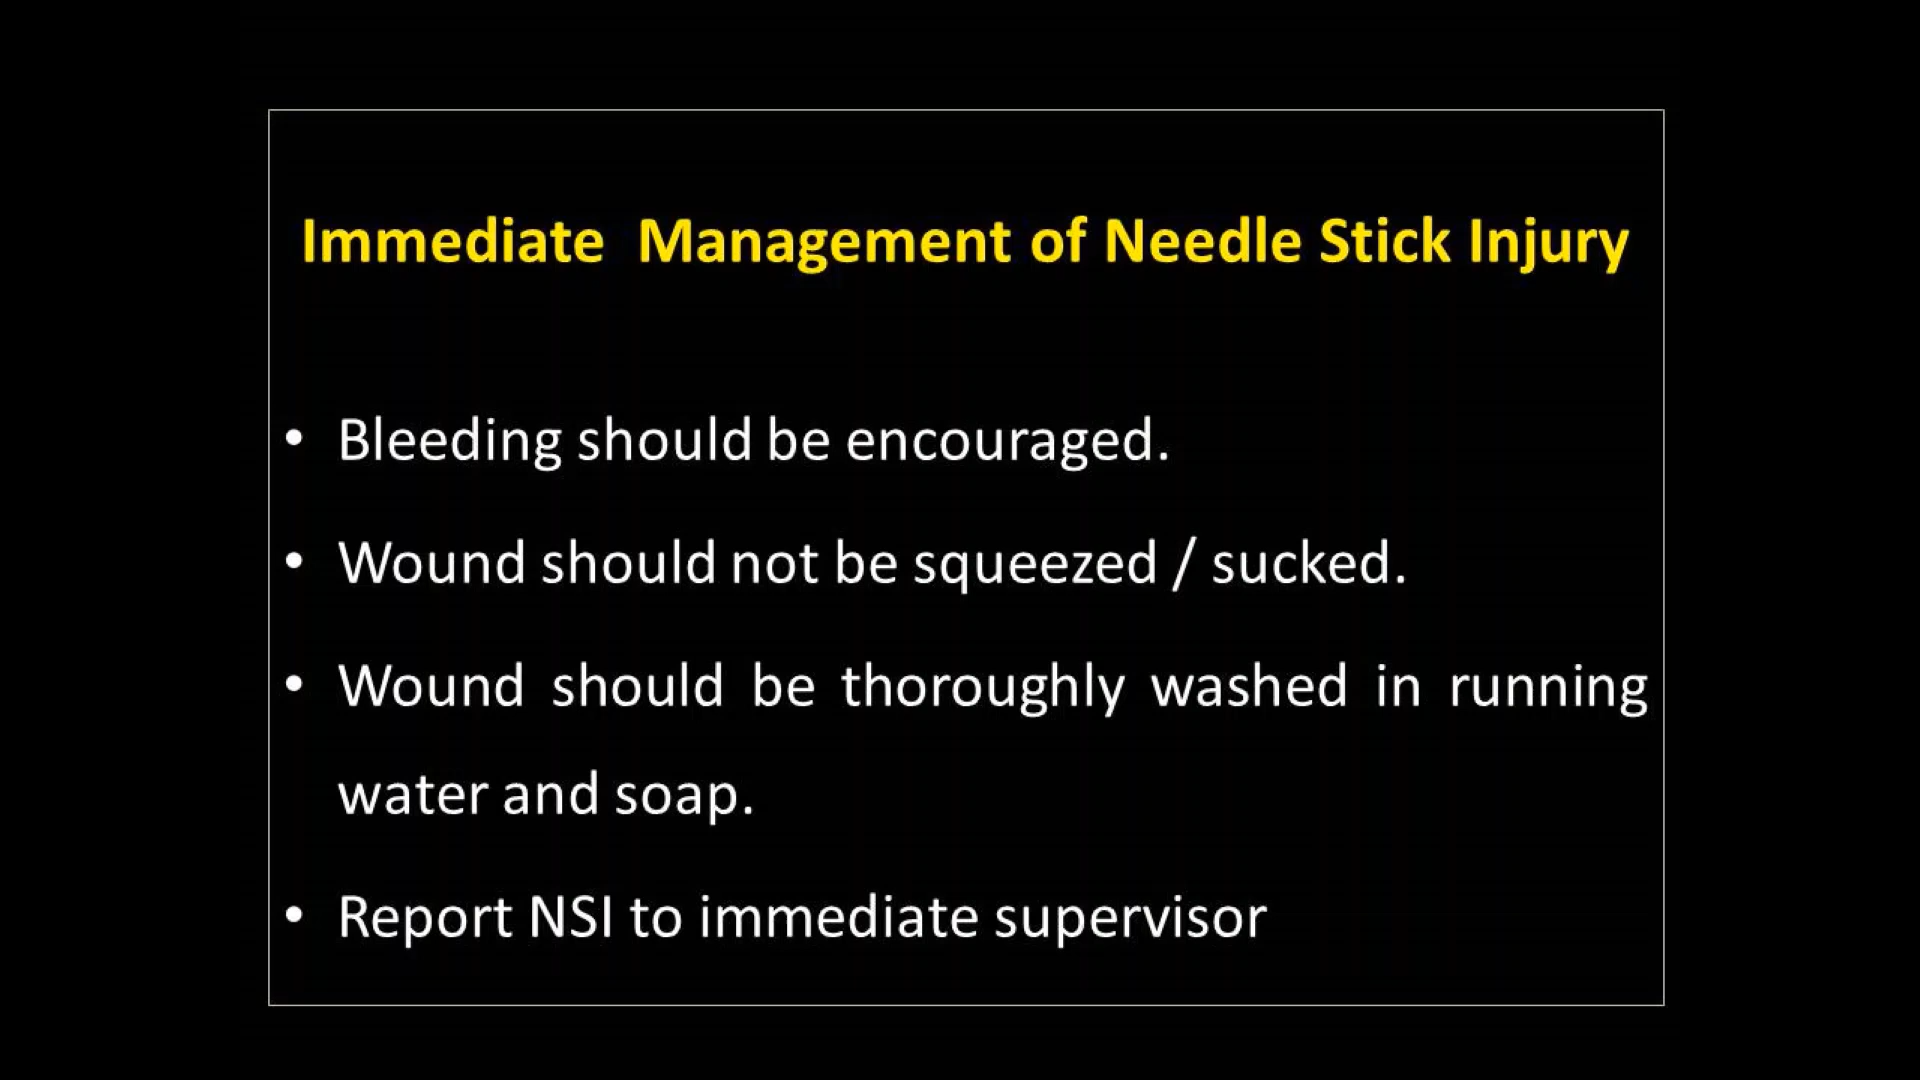 Immediate  Management of Needle Stick Injury
• Bleeding should be encouraged.
• Wound should not be squeezed / sucked.
• Wound should be thoroughly washed in running
water and soap.
• Report NSI to immediate supervisor